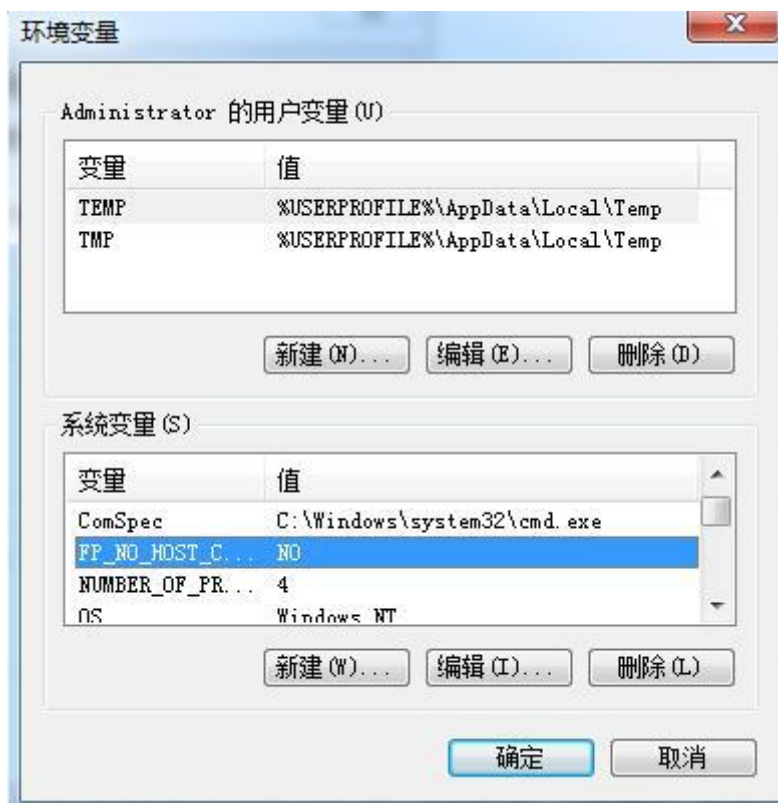 环境变量
Administrator 的用户变量(U)
变量 值
TEMP %USERPROFILE%\AppData\Local\Temp
TMP %USERPROFILE%\AppData\Local\Temp
新建(N)... 编辑(E)... 删除(D)
系统变量(S)
变量 值
ComSpec C:\Windows\system32\cmd.exe
FP_NO_HOST_C... NO
NUMBER_OF_PR... 4
OS Windows_NT
新建(W)... 编辑(I)... 删除(L)
确定 取消